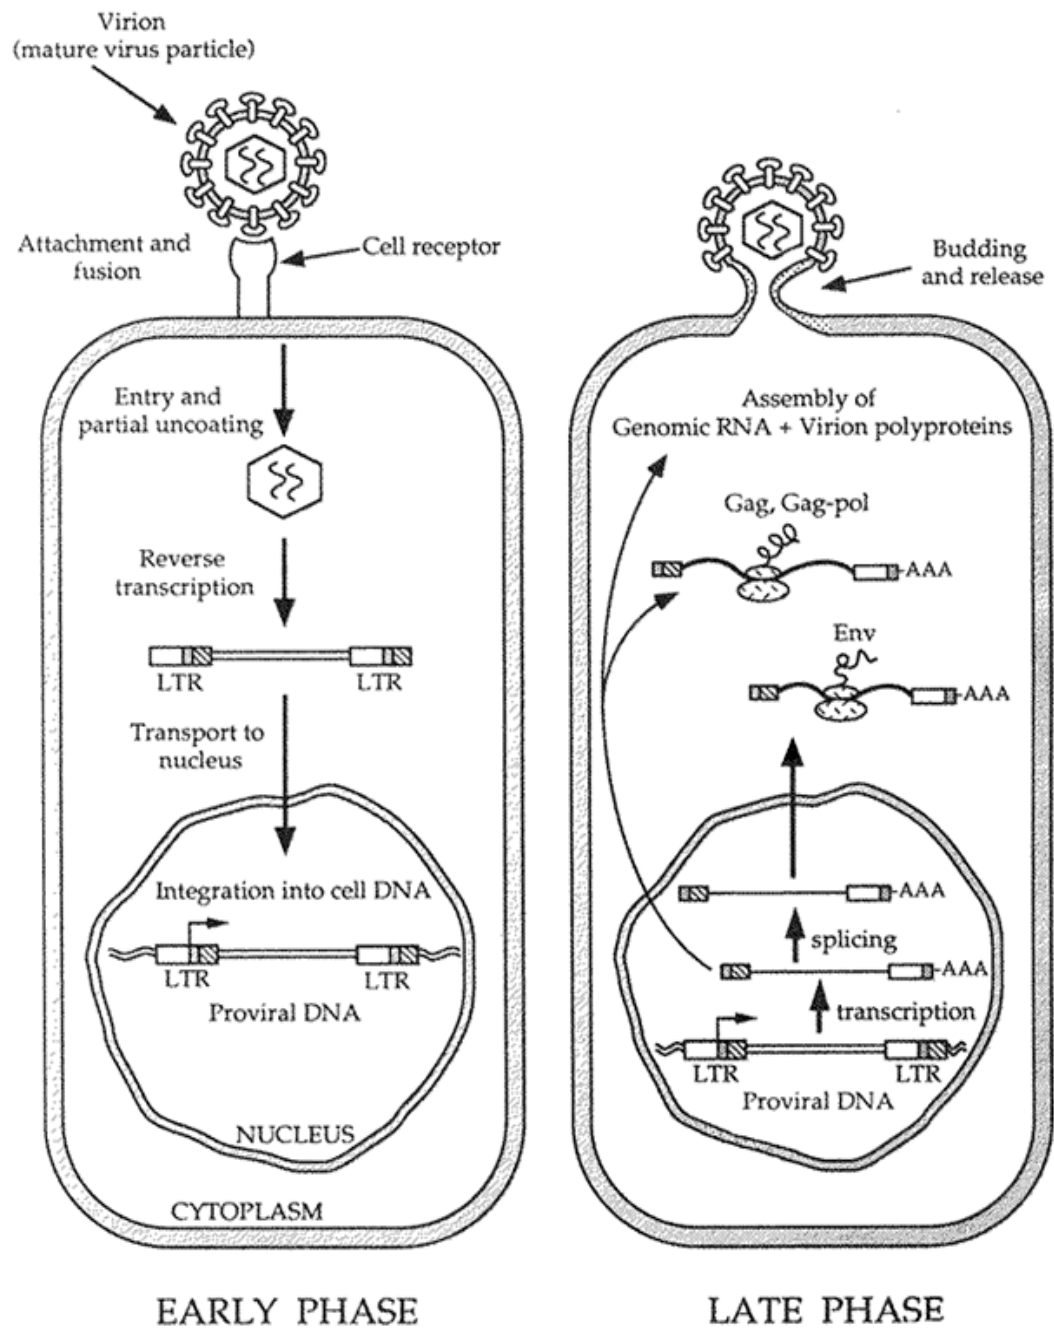 Virion
(mature virus particle)
Attachment and
fusion
Cell receptor
Entry and
partial uncoating
Reverse
transcription
LTR
LTR
Transport to
nucleus
Integration into cell DNA
LTR
LTR
Proviral DNA
NUCLEUS
CYTOPLASM
EARLY PHASE
Budding
and release
Assembly of
Genomic RNA + Virion polyproteins
Gag, Gag-pol
-AAA
Env
-AAA
-AAA
splicing
-AAA
transcription
LTR
LTR
Proviral DNA
LATE PHASE